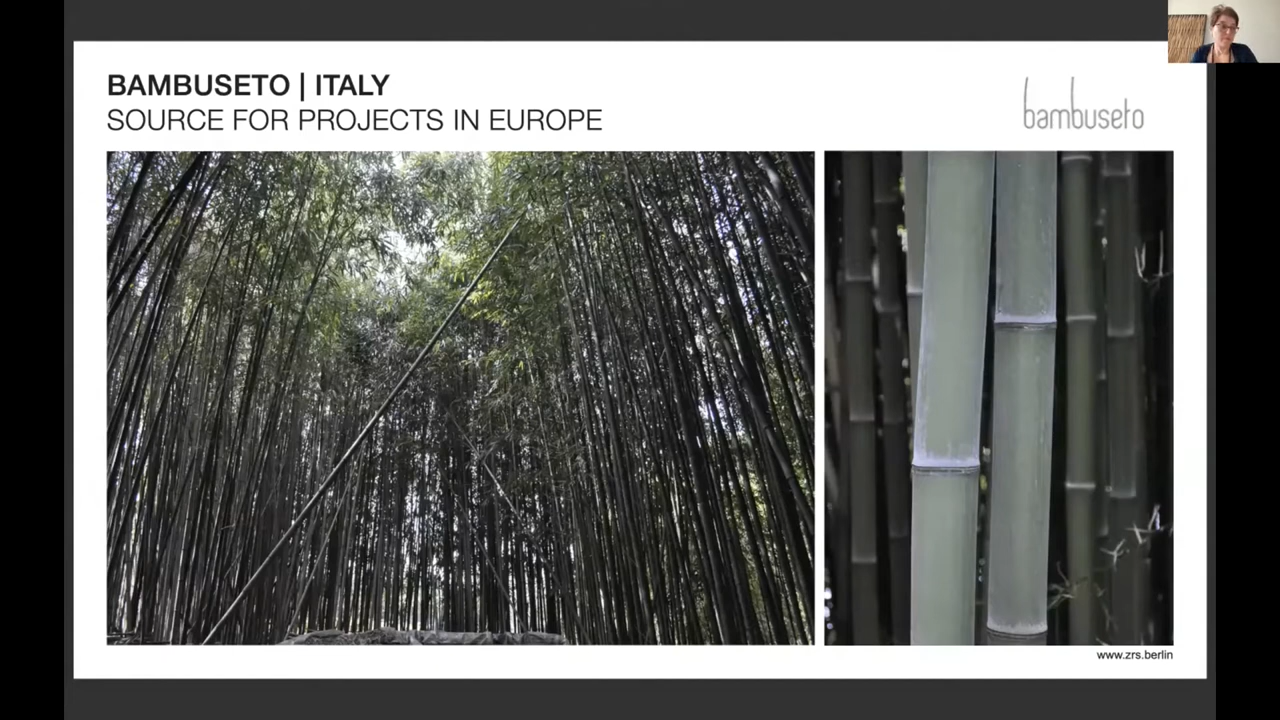 BAMBUSETO | ITALY
SOURCE FOR PROJECTS IN EUROPE
bambuseto
www.zrs.berlin